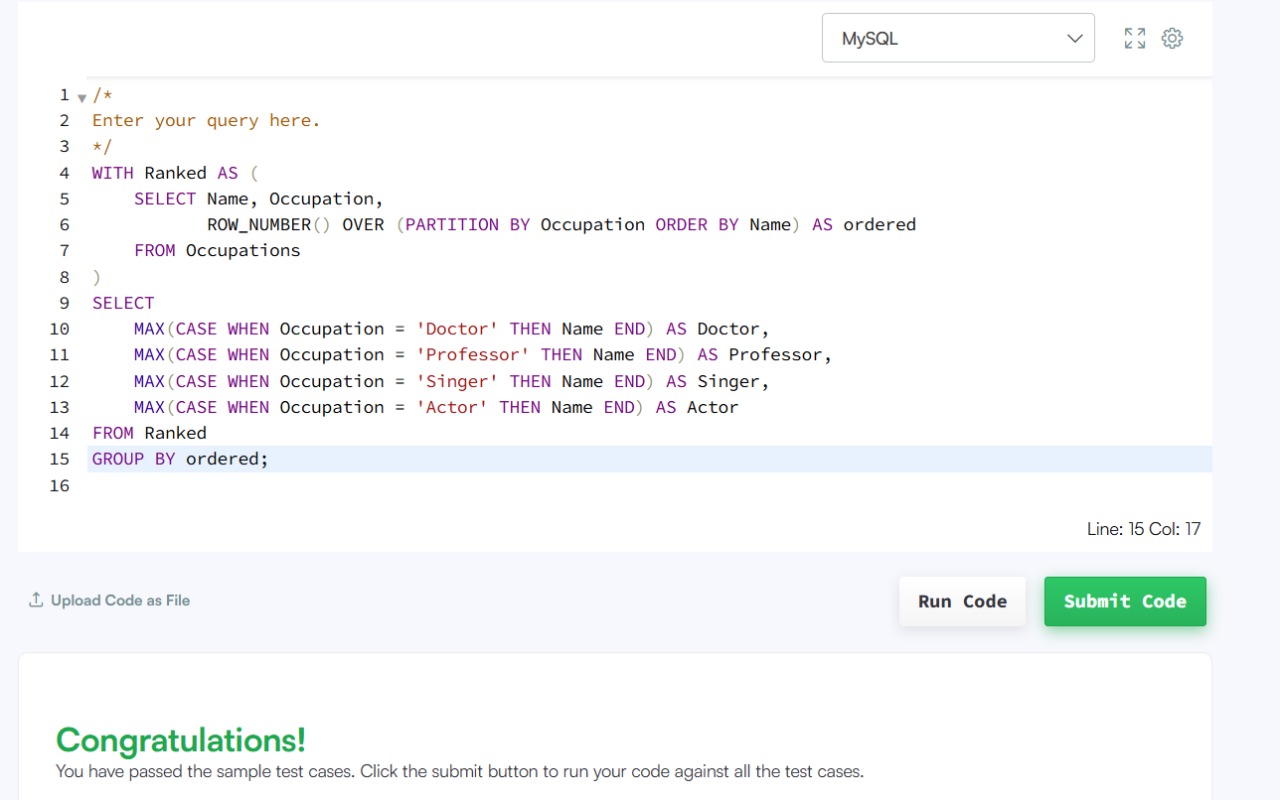 MySQL
1 /*
2 Enter your query here.
3 */
4 WITH Ranked AS (
5     SELECT Name, Occupation,
6            ROW_NUMBER() OVER (PARTITION BY Occupation ORDER BY Name) AS ordered
7     FROM Occupations
8 )
9 SELECT
10     MAX(CASE WHEN Occupation = 'Doctor' THEN Name END) AS Doctor,
11     MAX(CASE WHEN Occupation = 'Professor' THEN Name END) AS Professor,
12     MAX(CASE WHEN Occupation = 'Singer' THEN Name END) AS Singer,
13     MAX(CASE WHEN Occupation = 'Actor' THEN Name END) AS Actor
14 FROM Ranked
15 GROUP BY ordered;
16
Line: 15 Col: 17
Upload Code as File
Run Code
Submit Code
Congratulations!
You have passed the sample test cases. Click the submit button to run your code against all the test cases.